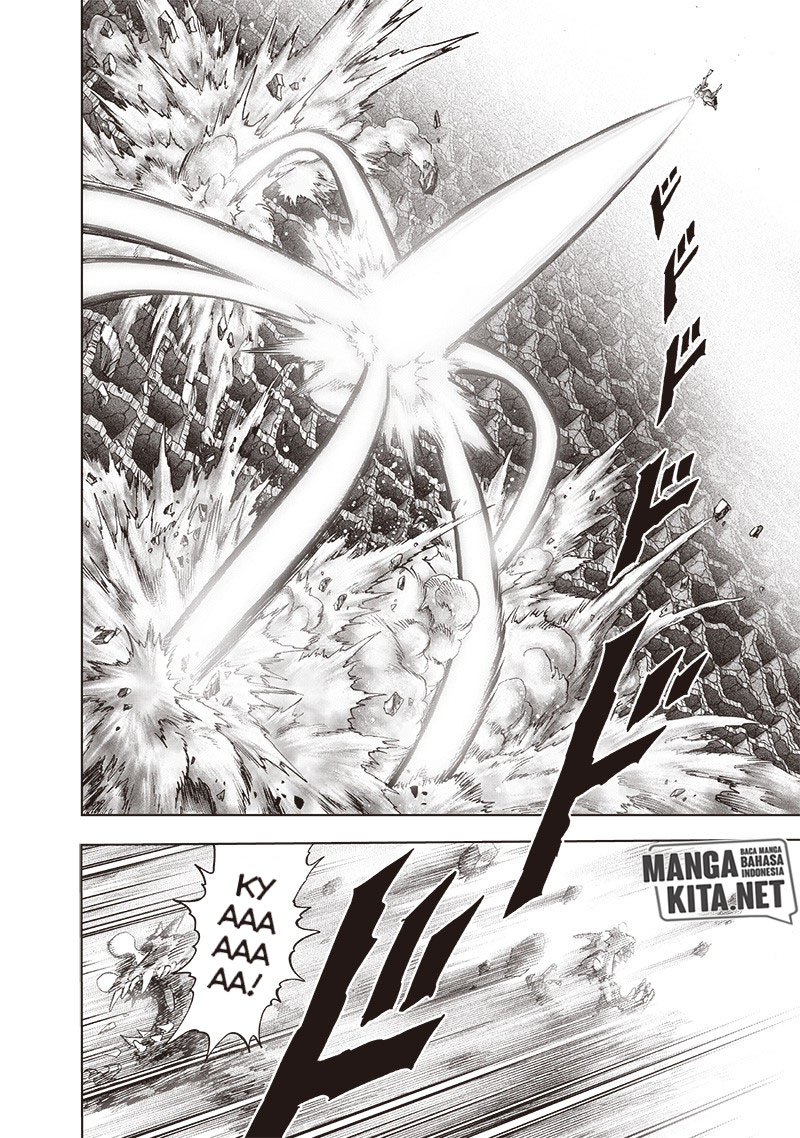 ド
ド
ド
ド
ド
ド
ド
KY
AAA
AAA
AA!
MANGA
KITA.NET
BACA MANGA
BAHASA
INDONESIA